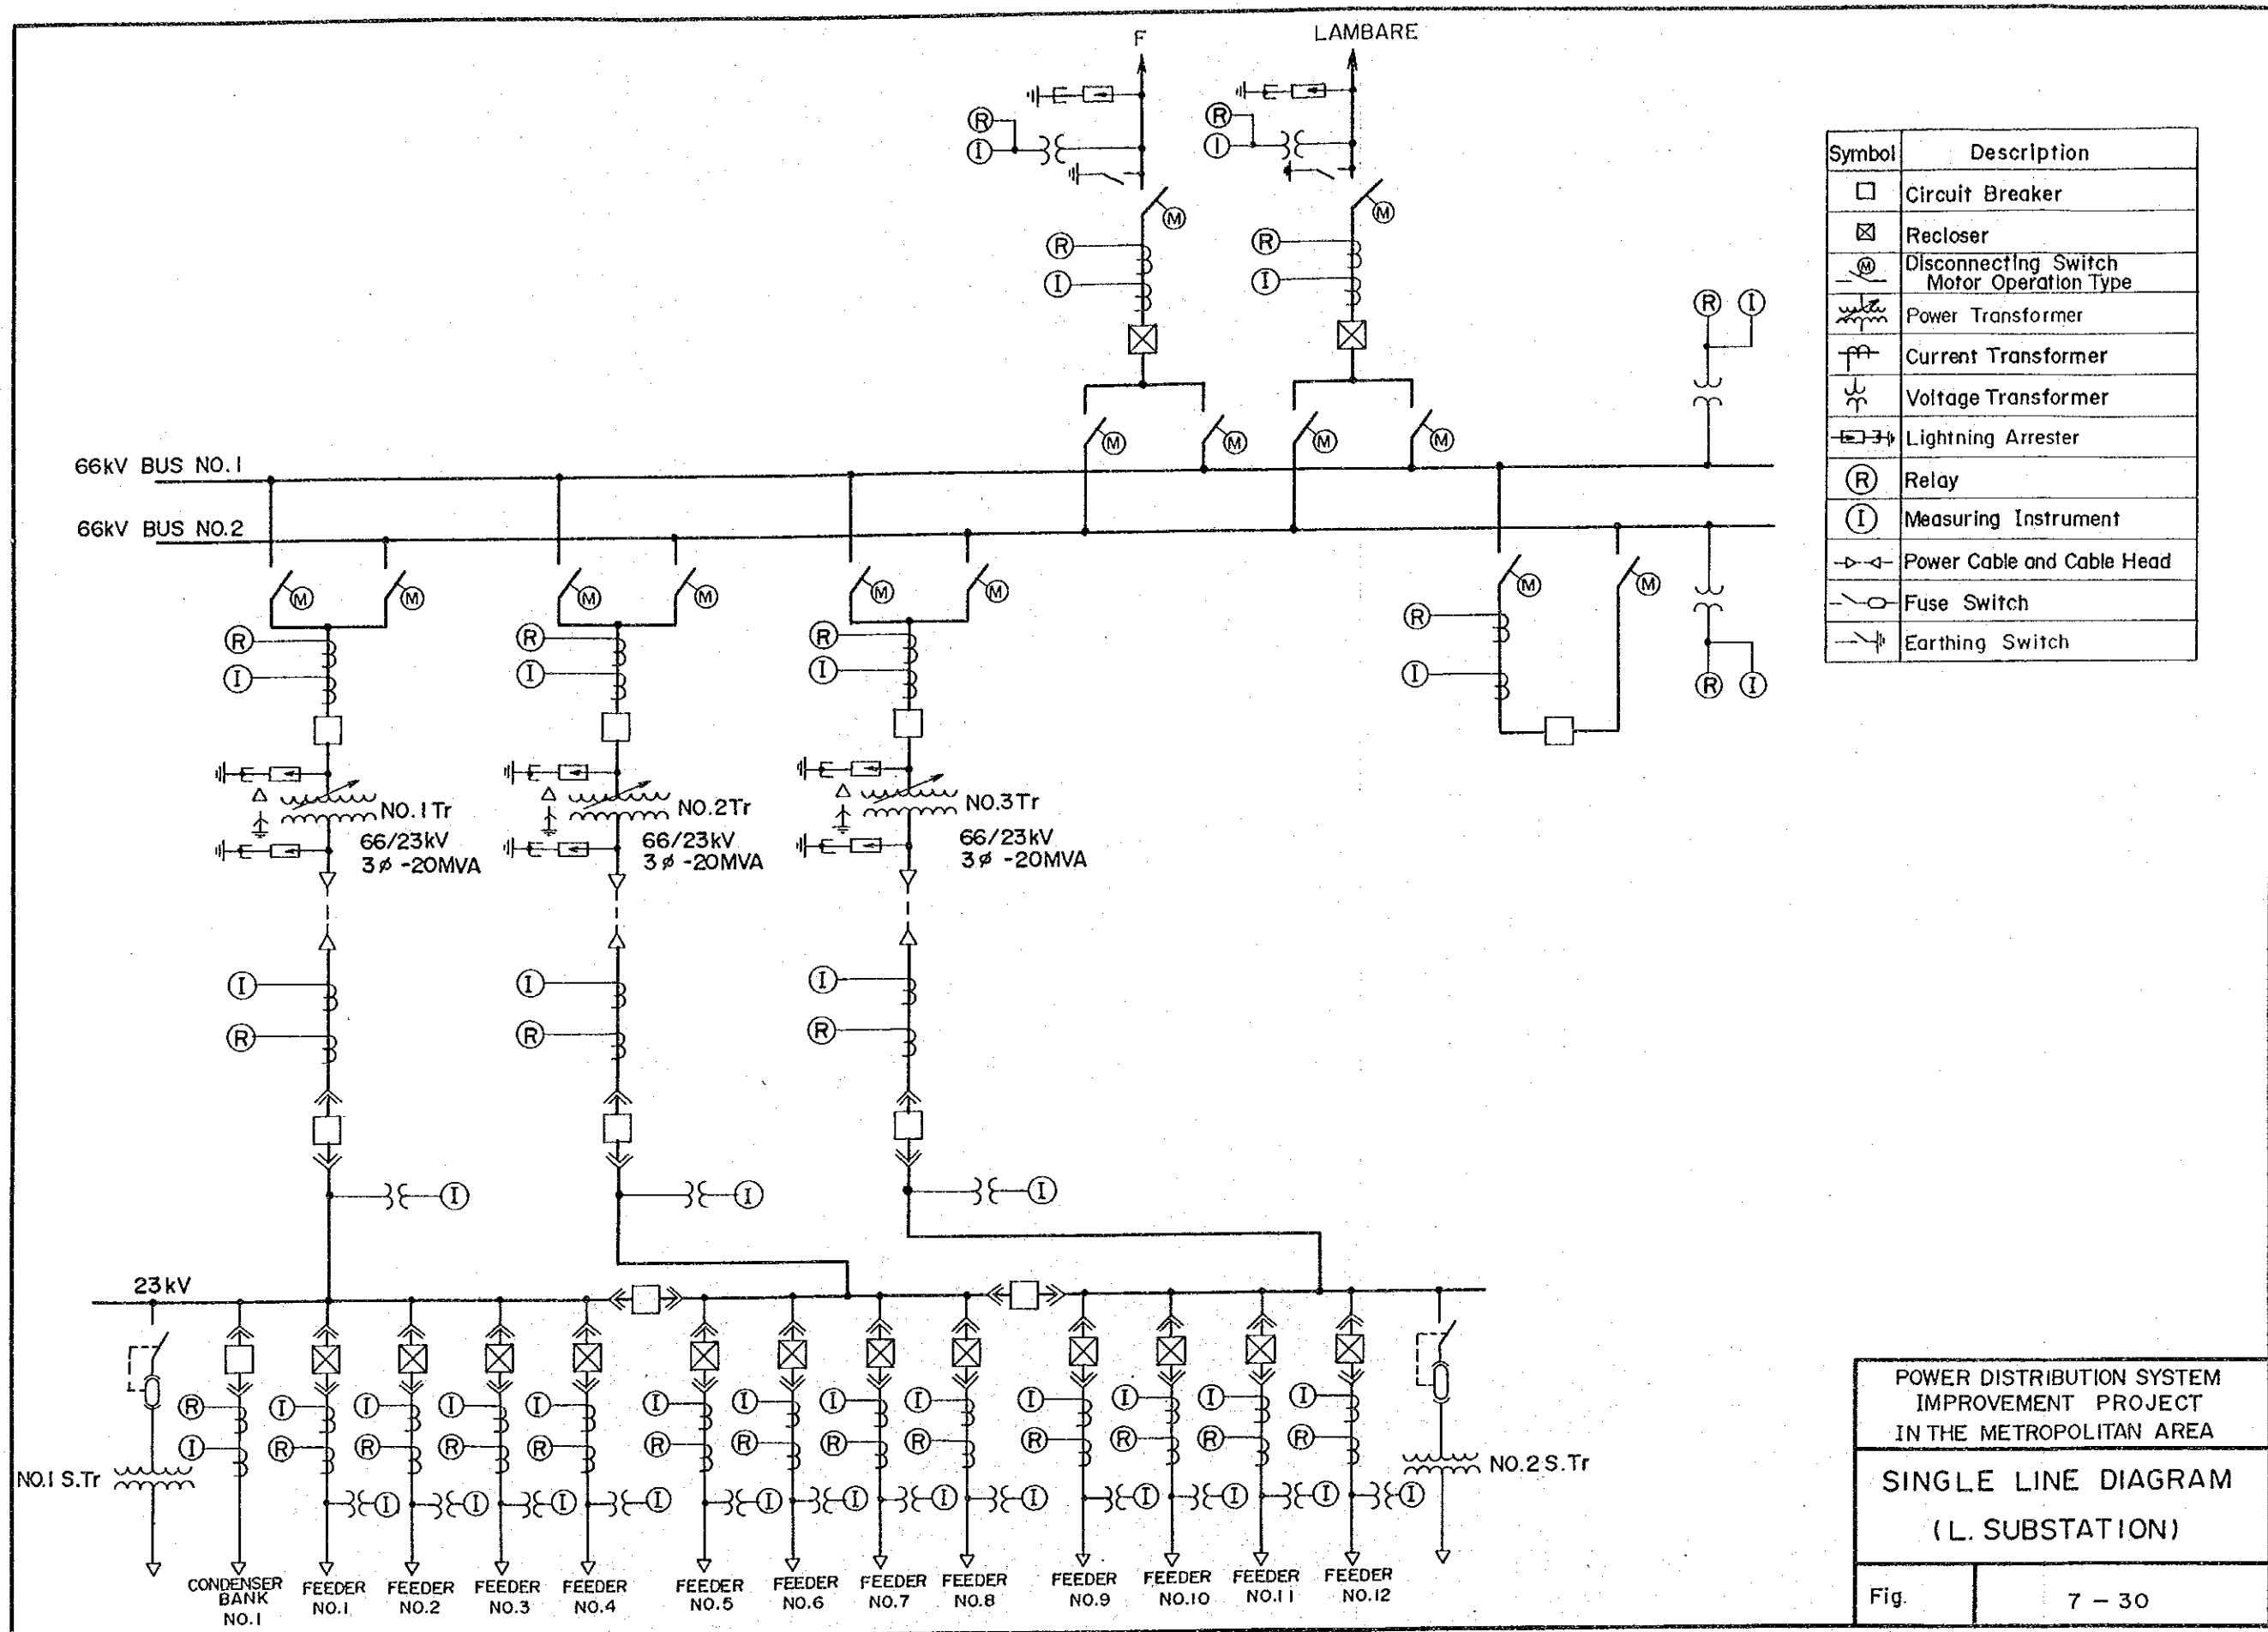 F
LAMBARE
R
I
R
I
M
M
R
I
R
I
M
M
M
M
R I
66kV BUS NO.1
66kV BUS NO.2
M
M
M
M
M
M
M
M
R
I
R
I
R
I
R
I
R I
NO.1Tr
66/23kV
3ø-20MVA
NO.2Tr
66/23kV
3ø-20MVA
NO.3Tr
66/23kV
3ø-20MVA
I
R
I
R
I
R
I
I
I
23kV
R
I
I
R
I
R
I
R
I
R
I
R
I
R
I
R
I
R
I
R
I
R
I
R
I
R
NO.1 S.Tr
NO.2 S.Tr
I
I
I
I
I
I
I
I
I
I
I
I
CONDENSER
BANK
NO.1
FEEDER
NO.1
FEEDER
NO.2
FEEDER
NO.3
FEEDER
NO.4
FEEDER
NO.5
FEEDER
NO.6
FEEDER
NO.7
FEEDER
NO.8
FEEDER
NO.9
FEEDER
NO.10
FEEDER
NO.11
FEEDER
NO.12
Symbol Description
Circuit Breaker
Recloser
M Disconnecting Switch
Motor Operation Type
Power Transformer
Current Transformer
Voltage Transformer
Lightning Arrester
R Relay
I Measuring Instrument
Power Cable and Cable Head
Fuse Switch
Earthing Switch
POWER DISTRIBUTION SYSTEM
IMPROVEMENT PROJECT
IN THE METROPOLITAN AREA
SINGLE LINE DIAGRAM
(L. SUBSTATION)
Fig. 7-30